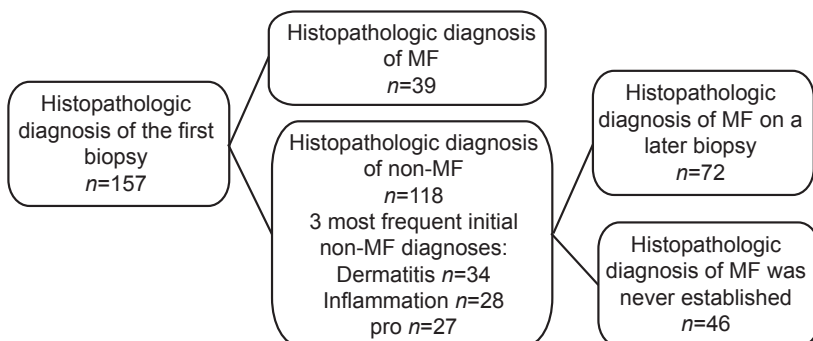 Histopathologic
diagnosis of the first
biopsy
n=157
Histopathologic diagnosis
of MF
n=39
Histopathologic diagnosis
of non-MF
n=118
3 most frequent initial
non-MF diagnoses:
Dermatitis n=34
Inflammation n=28
pro n=27
Histopathologic
diagnosis of MF on a
later biopsy
n=72
Histopathologic
diagnosis of MF was
never established
n=46